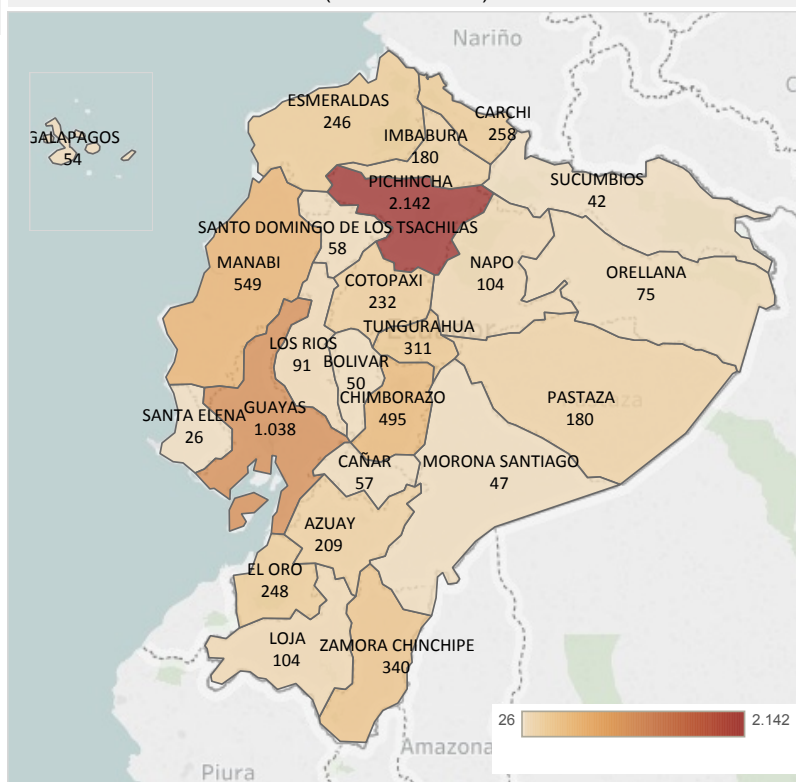 Nariño
ESMERALDAS
246
CARCHI
258
IMBABURA
180
GALAPAGOS
54
PICHINCHA
2.142
SUCUMBIOS
42
SANTO DOMINGO DE LOS TSACHILAS
58
MANABI
549
NAPO
104
ORELLANA
75
COTOPAXI
232
TUNGURAHUA
311
LOS RIOS
91
BOLIVAR
50
CHIMBORAZO
495
PASTAZA
180
SANTA ELENA
26
GUAYAS
1.038
CAÑAR
57
MORONA SANTIAGO
47
AZUAY
209
EL ORO
248
LOJA
104
ZAMORA CHINCHIPE
340
26
2.142
Amazona
Piura